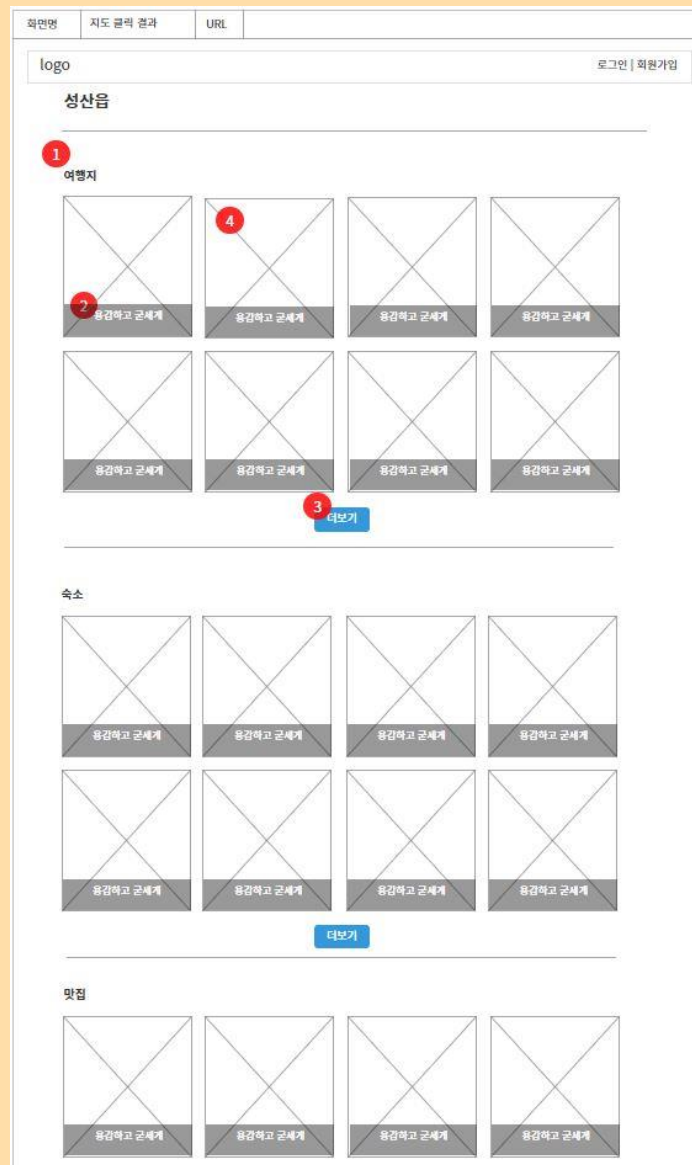 화면명 지도 클릭 결과 URL
logo 로그인 | 회원가입
성산읍
1
여행지
4
2 용감하고 굳세게 용감하고 굳세게 용감하고 굳세게 용감하고 굳세게
용감하고 굳세게 용감하고 굳세게 용감하고 굳세게 용감하고 굳세게
3
더보기
숙소
용감하고 굳세게 용감하고 굳세게 용감하고 굳세게 용감하고 굳세게
용감하고 굳세게 용감하고 굳세게 용감하고 굳세게 용감하고 굳세게
더보기
맛집
용감하고 굳세게 용감하고 굳세게 용감하고 굳세게 용감하고 굳세게